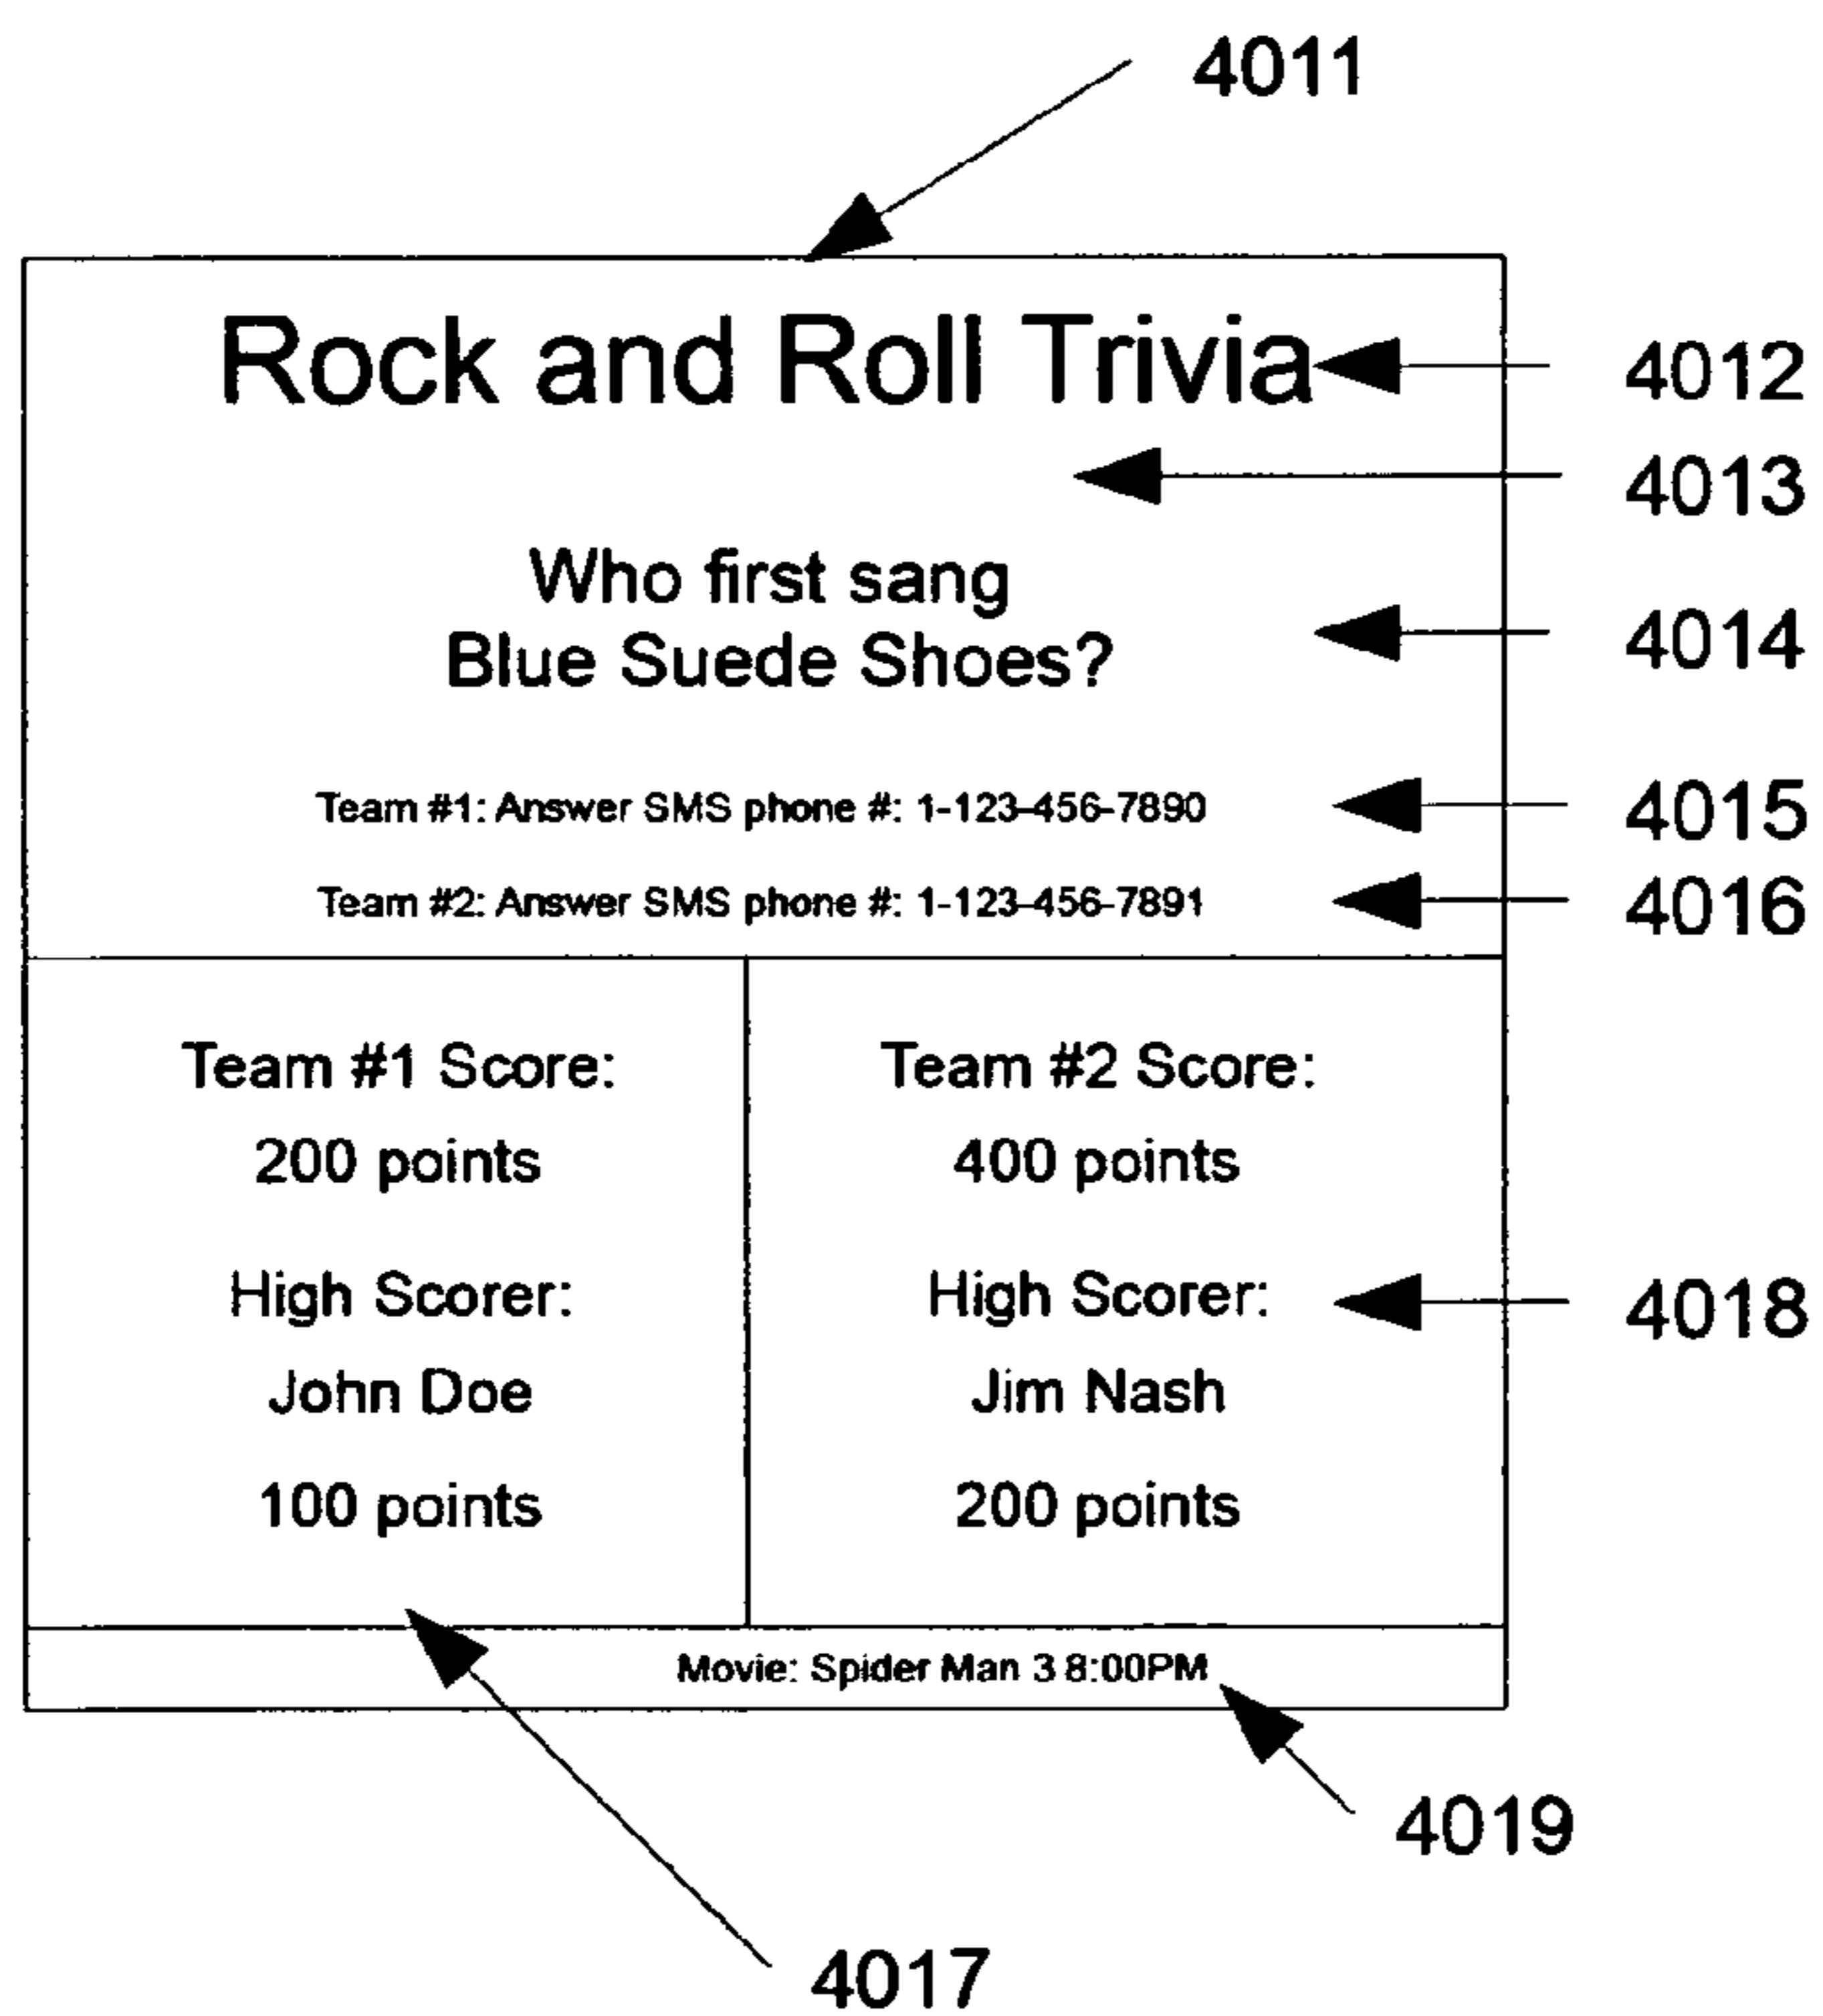 4011
Rock and Roll Trivia
4012
4013
Who first sang
Blue Suede Shoes?
4014
Team #1: Answer SMS phone #: 1-123-456-7890
4015
Team #2: Answer SMS phone #: 1-123-456-7891
4016
Team #1 Score:
200 points
High Scorer:
John Doe
100 points
Team #2 Score:
400 points
High Scorer:
Jim Nash
200 points
4018
Movie: Spider Man 3 8:00PM
4019
4017